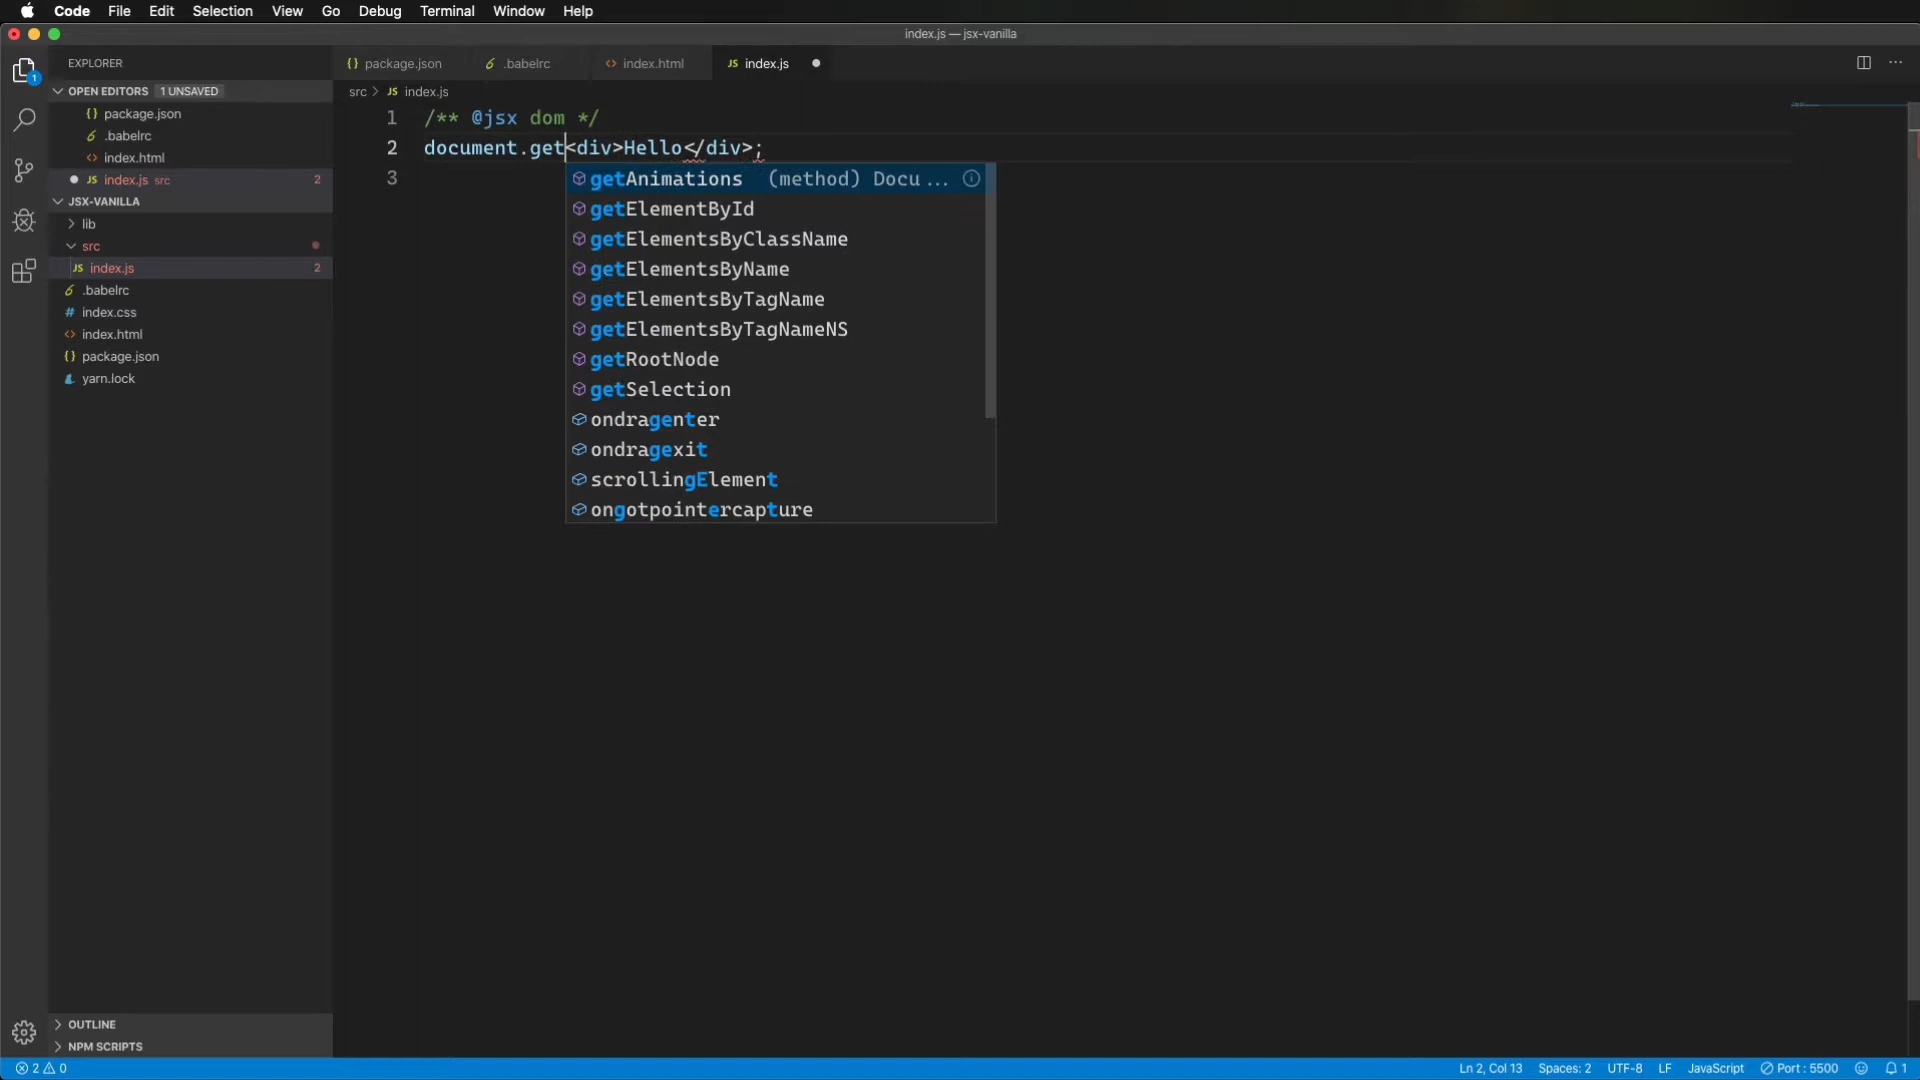 Code File Edit Selection View Go Debug Terminal Window Help
index.js — jsx-vanilla
EXPLORER
OPEN EDITORS 1 UNSAVED
package.json
.babelrc
index.html
JS index.js src 2
JSX-VANILLA
lib
src
JS index.js 2
.babelrc
# index.css
<> index.html
{} package.json
yarn.lock
OUTLINE
NPM SCRIPTS
{} package.json .babelrc <> index.html JS index.js
src > JS index.js
1 /** @jsx dom */
2 document.get<div>Hello</div>;
3
getAnimations (method) Docu...
getElementById
getElementsByClassName
getElementsByName
getElementsByTagName
getElementsByTagNameNS
getRootNode
getSelection
ondragenter
ondragexit
scrollingElement
ongotpointercapture
1
2 0 Ln 2, Col 13 Spaces: 2 UTF-8 LF JavaScript Port : 5500 1